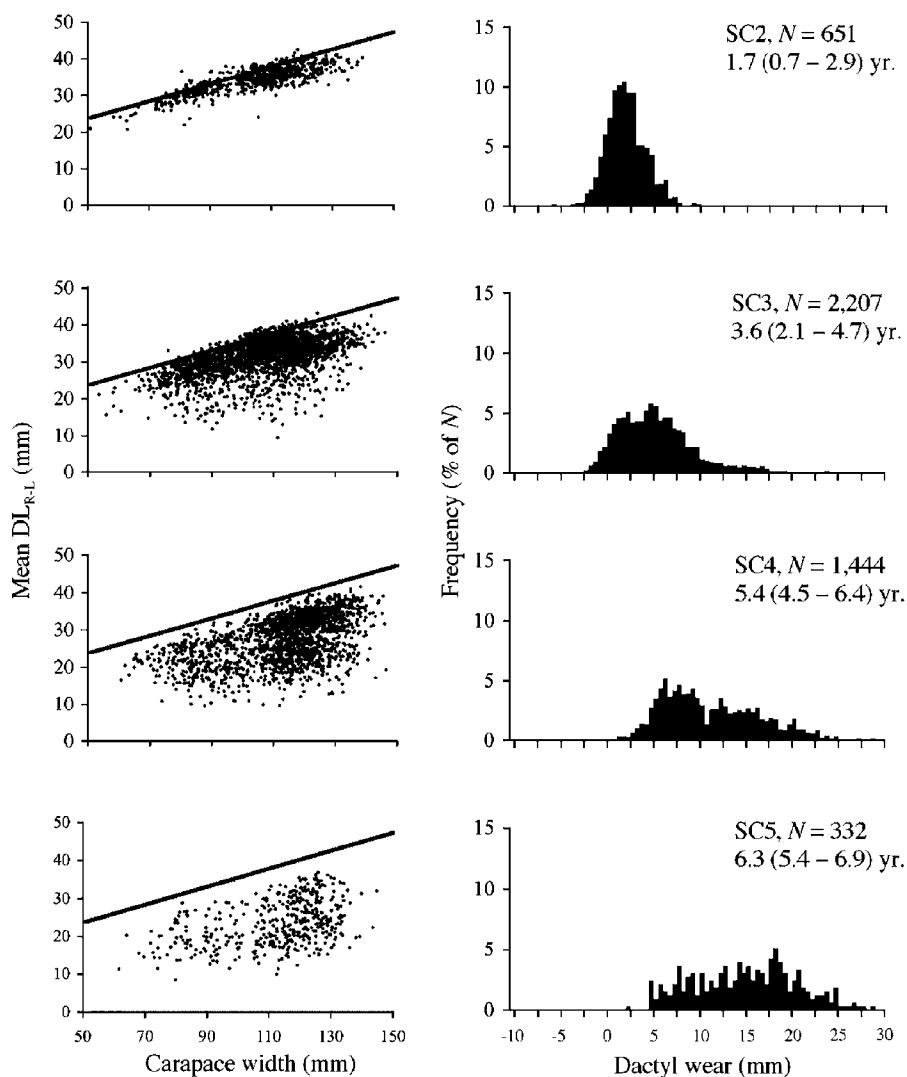 50
40
30
20
10
0
15
10
5
0
SC2, N = 651
1.7 (0.7 – 2.9) yr.
50
40
30
20
10
0
15
10
5
0
SC3, N = 2,207
3.6 (2.1 – 4.7) yr.
Mean DL R-L (mm)
Frequency (% of N)
50
40
30
20
10
0
15
10
5
0
SC4, N = 1,444
5.4 (4.5 – 6.4) yr.
50
40
30
20
10
0
15
10
5
0
SC5, N = 332
6.3 (5.4 – 6.9) yr.
50 70 90 110 130 150
-10 -5 0 5 10 15 20 25 30
Carapace width (mm)
Dactyl wear (mm)